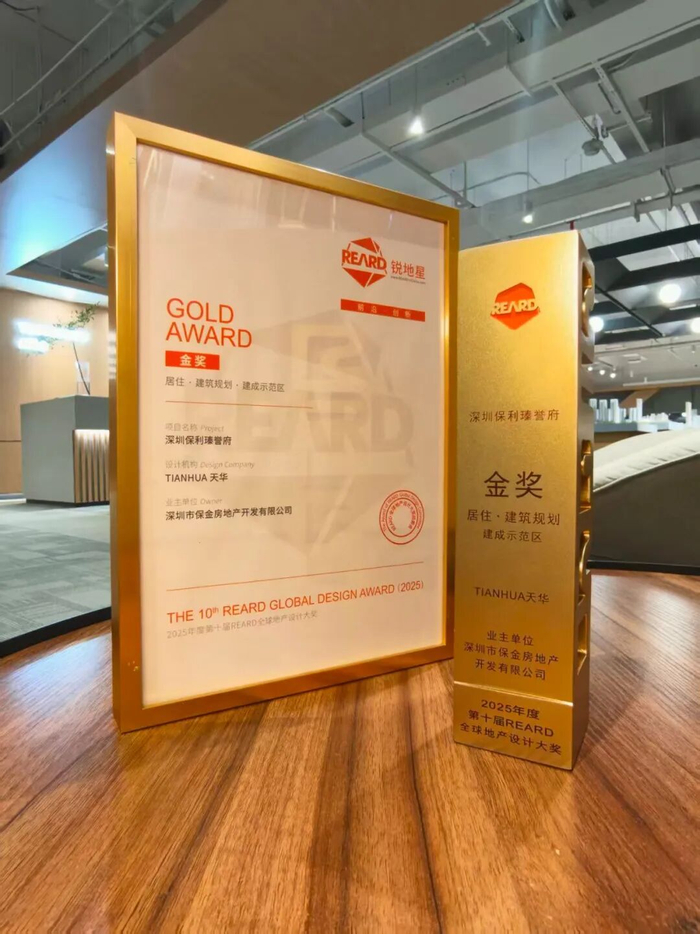 REARD 锐地星
GOLD
AWARD
金奖
居住·建筑规划·建成示范区
项目名称 Project
深圳保利臻誉府
设计机构 Design Company
TIANHUA 天华
业主单位 Owner
深圳市保金房地产开发有限公司
THE 10th REARD GLOBAL DESIGN AWARD (2025)
2025年度第十届REARD全球地产设计大奖
REARD
深圳保利臻誉府
金奖
居住·建筑规划
建成示范区
TIANHUA天华
业主单位
深圳市保金房地产
开发有限公司
2025年度
第十届REARD
全球地产设计大奖